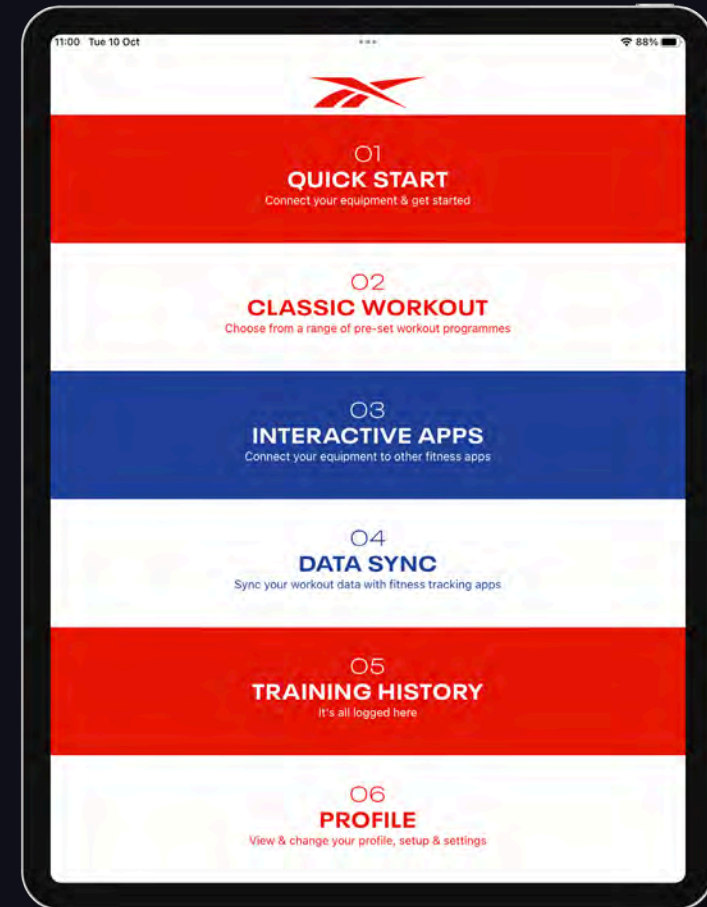 11:00 Tue 10 Oct
88%
01
QUICK START
Connect your equipment & get started
02
CLASSIC WORKOUT
Choose from a range of pre-set workout programmes
03
INTERACTIVE APPS
Connect your equipment to other fitness apps
04
DATA SYNC
Sync your workout data with fitness tracking apps
05
TRAINING HISTORY
It's all logged here
06
PROFILE
View & change your profile, setup & settings